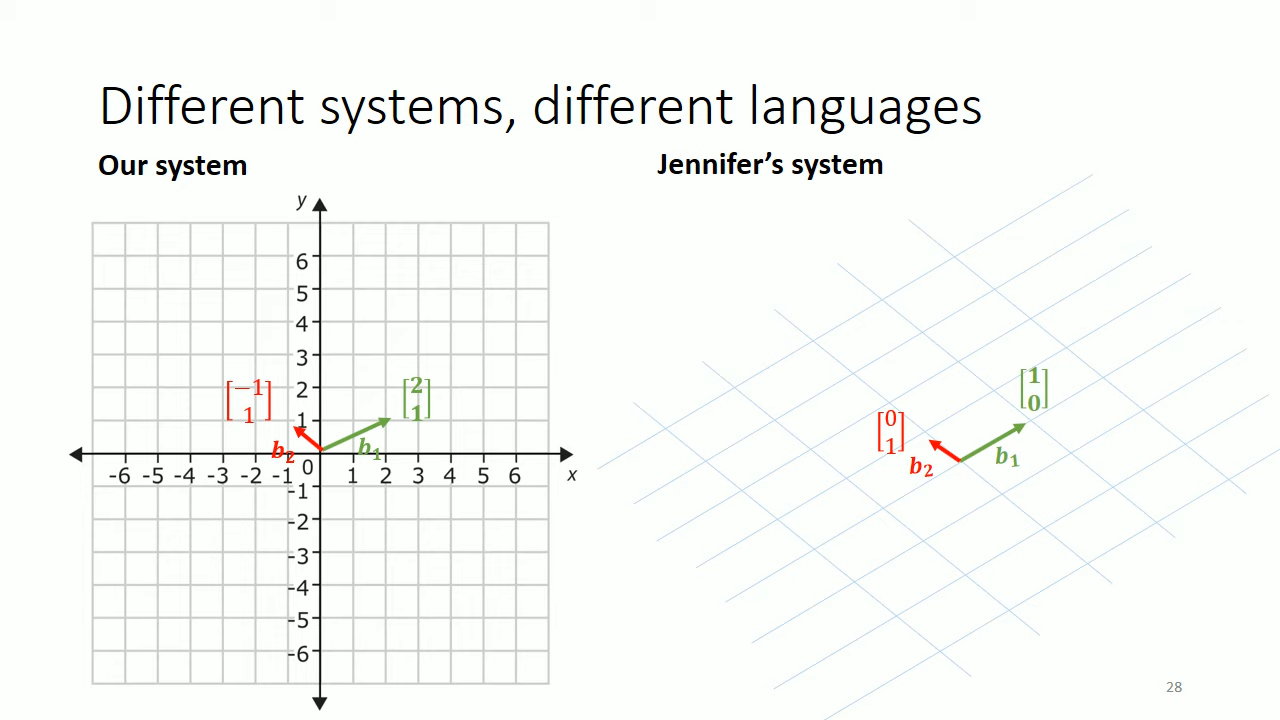 Different systems, different languages
Our system
Jennifer's system
y
6
5
4
3
2
1
0
-6 -5 -4 -3 -2 -1 1 2 3 4 5 6 x
-1
-2
-3
-4
-5
-6
[−1
1]
[2
1]
b₂
b₁
[0
1]
[1
0]
b₂
b₁
28